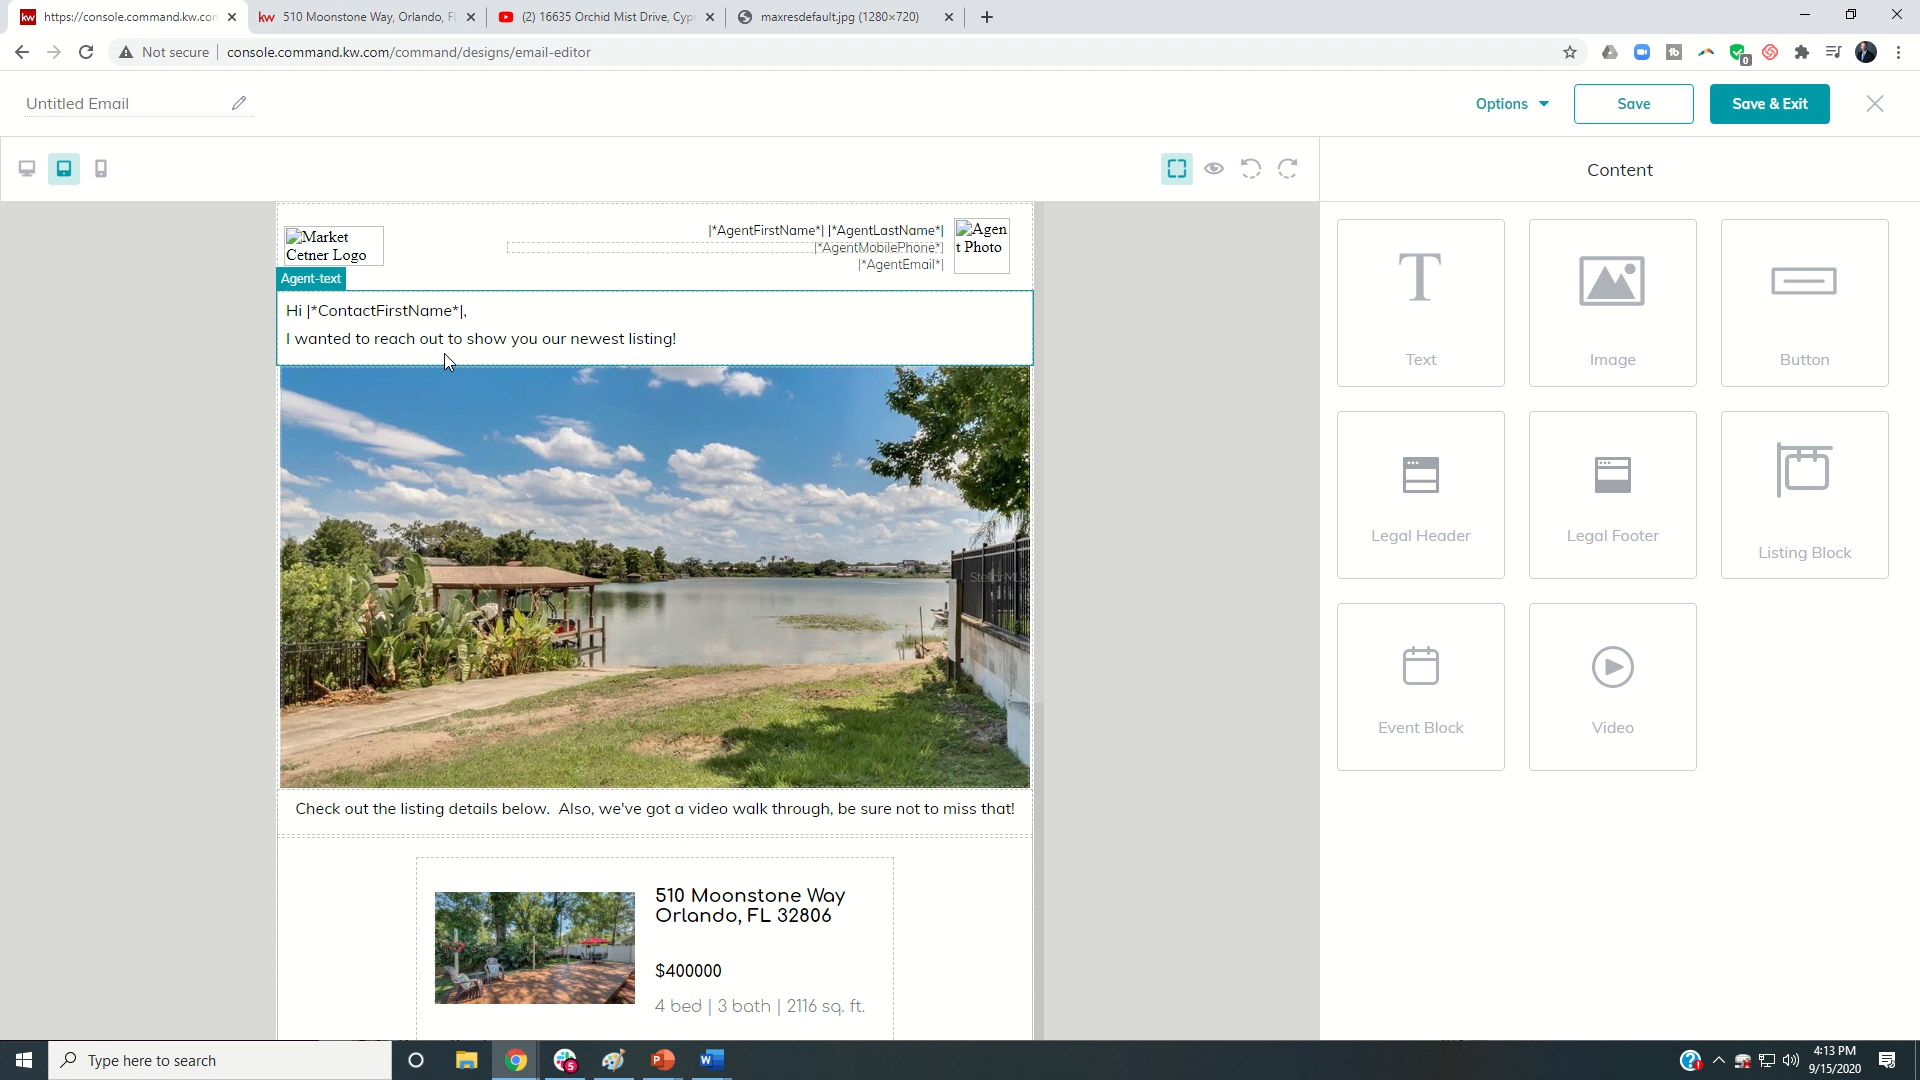 https://console.command.kw.con
kw 510 Moonstone Way, Orlando, FL
(2) 16635 Orchid Mist Drive, Cypr
maxresdefault.jpg (1280×720)
Not secure
console.command.kw.com/command/designs/email-editor
Untitled Email
Options
Save
Save & Exit
Content
Market Cetner Logo
|*AgentFirstName*| |*AgentLastName*|
|*AgentMobilePhone*|
|*AgentEmail*|
Agen
t Photo
Agent-text
Hi |*ContactFirstName*|,
I wanted to reach out to show you our newest listing!
StellarMLS
Check out the listing details below.  Also, we've got a video walk through, be sure not to miss that!
510 Moonstone Way
Orlando, FL 32806
$400000
4 bed | 3 bath | 2116 sq. ft.
Text
Image
Button
Legal Header
Legal Footer
Listing Block
Event Block
Video
Type here to search
4:13 PM
9/15/2020